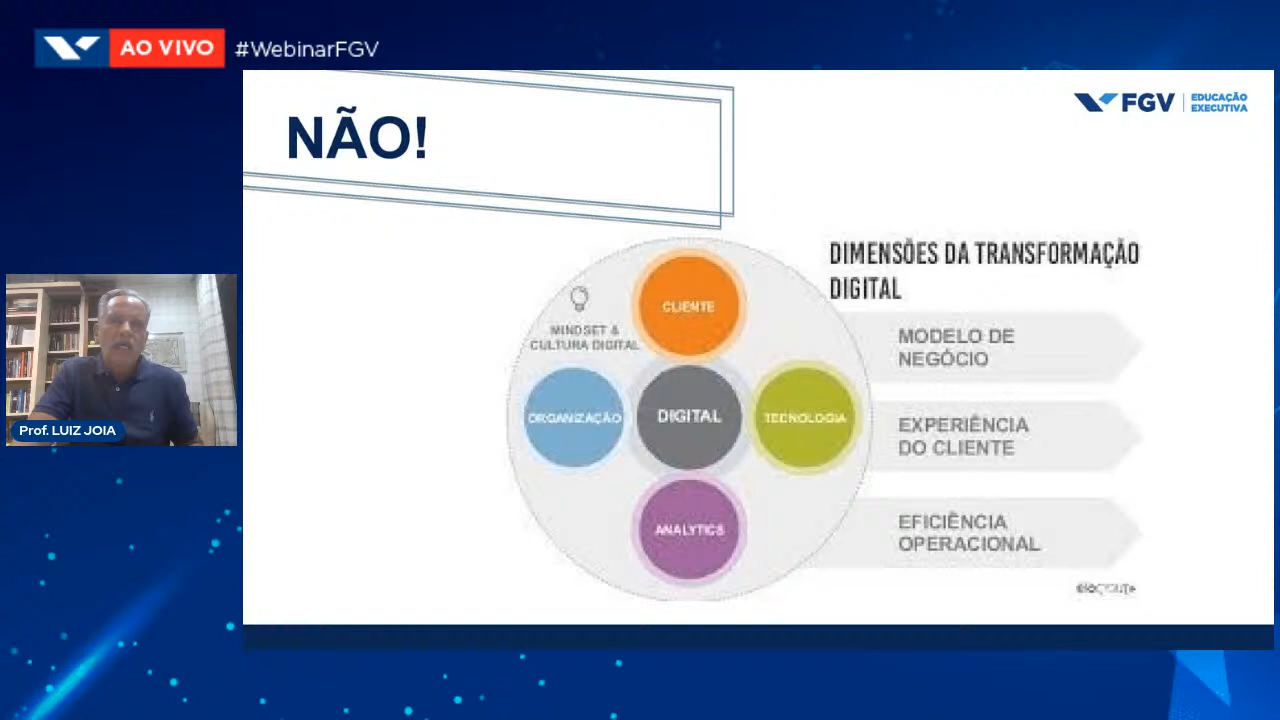 AO VIVO #WebinarFGV
NÃO!
FGV EDUCAÇÃO
EXECUTIVA
DIMENSÕES DA TRANSFORMAÇÃO
DIGITAL
CLIENTE
MINDSET &
CULTURA DIGITAL
ORGANIZAÇÃO
DIGITAL
TECNOLOGIA
ANALYTICS
MODELO DE
NEGÓCIO
EXPERIÊNCIA
DO CLIENTE
EFICIÊNCIA
OPERACIONAL
Prof. LUIZ JOIA